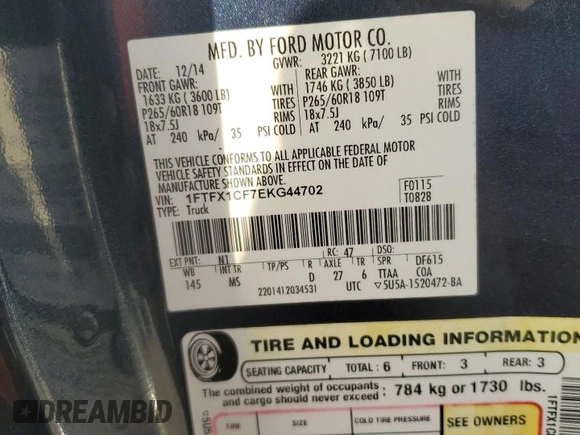 MFD. BY FORD MOTOR CO.
DATE: 12/14 GVWR: 3221 KG ( 7100 LB)
FRONT GAWR: REAR GAWR:
1633 KG ( 3600 LB) WITH 1746 KG ( 3850 LB) WITH
P265/60R18 109T TIRES P265/60R18 109T TIRES
18x7.5J RIMS 18x7.5J RIMS
AT 240 kPa/ 35 PSI COLD AT 240 kPa/ 35 PSI COLD
THIS VEHICLE CONFORMS TO ALL APPLICABLE FEDERAL MOTOR
VEHICLE SAFETY STANDARDS IN EFFECT ON THE DATE OF
MANUFACTURE SHOWN ABOVE.
VIN: 1FTFX1CF7EKG44702 F0115
TYPE: Truck T0828
EXT PNT: N1 RC: 47 DSO:
WB INT TR TP/PS R AXLE TR SPR DF615
145 MS D 27 6 TTAA COA
2201412034531 UTC ▽5U5A-1520472-BA
TIRE AND LOADING INFORMATION
SEATING CAPACITY TOTAL : 6 FRONT: 3 REAR: 3
The combined weight of occupants and cargo should never exceed : 784 kg or 1730 lbs.
TIRE SIZE COLD TIRE PRESSURE SEE OWNERS
1FTFX1C
DREAMBID